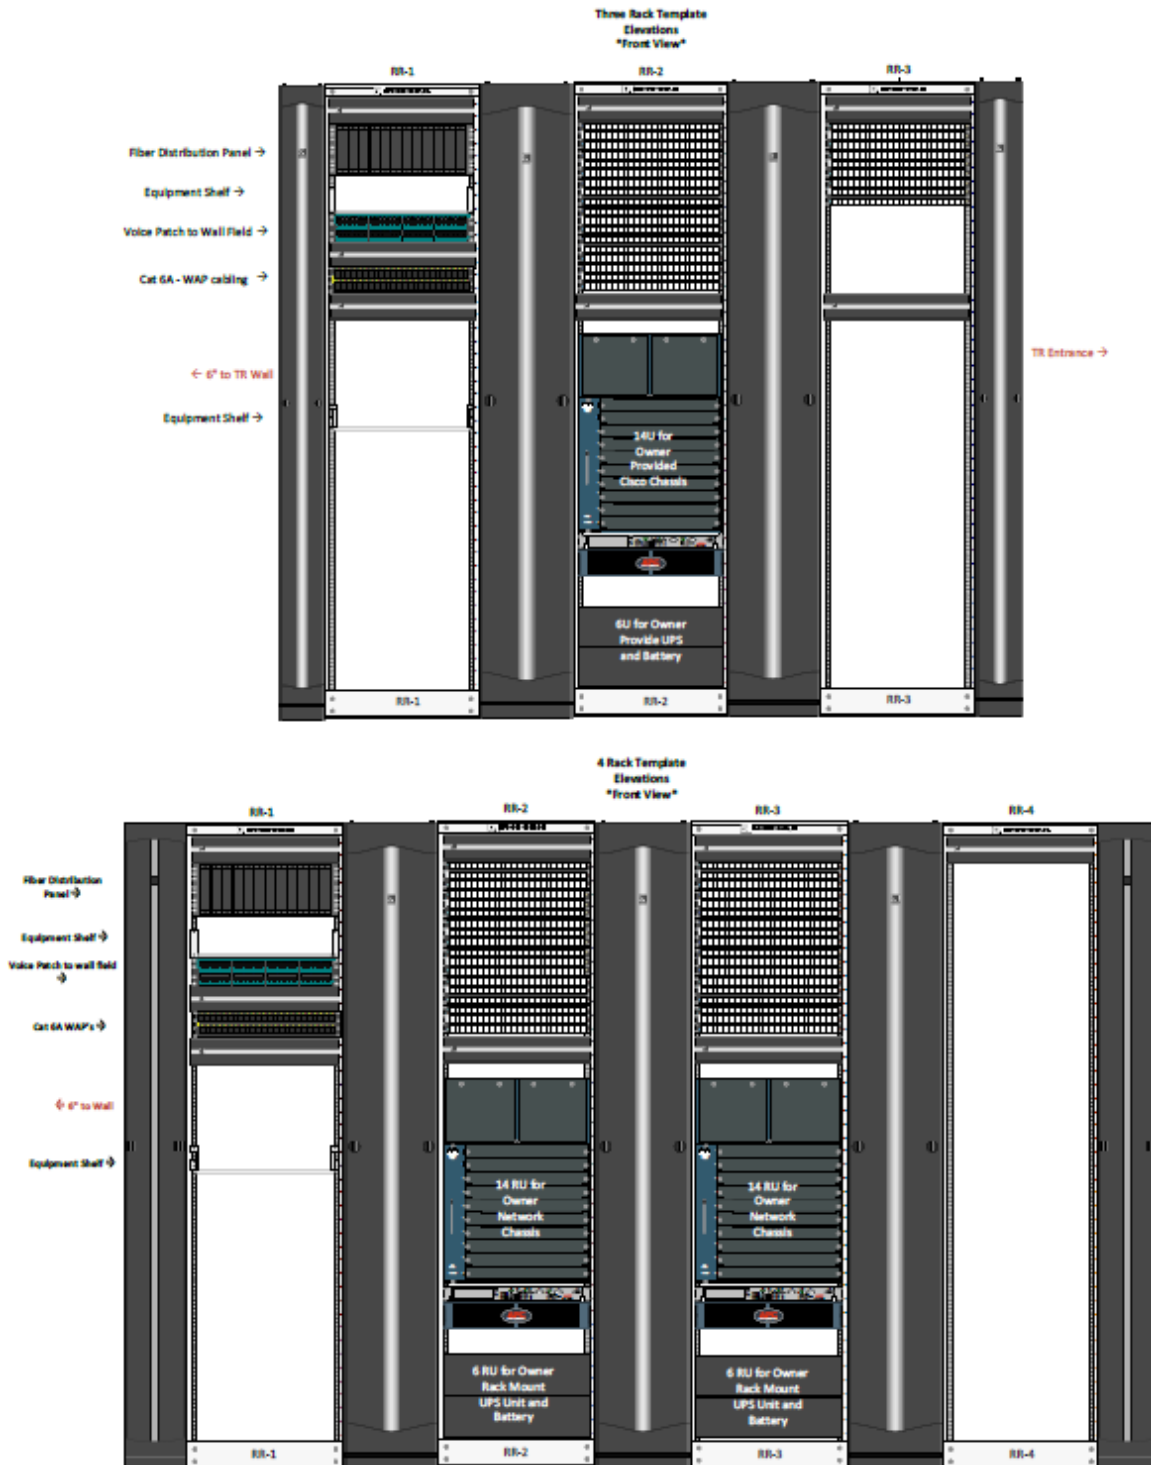 Three Rack Template
Elevations
*Front View*
RR-1
RR-2
RR-3
Fiber Distribution Panel →
Equipment Shelf →
Voice Patch to Wall Field →
Cat 6A - WAP cabling →
← 6" to TR Wall
TR Entrance →
Equipment Shelf →
14U for
Owner
Provided
Cisco Chassis
6U for Owner
Provide UPS
and Battery
RR-1
RR-2
RR-3
4 Rack Template
Elevations
*Front View*
RR-1
RR-2
RR-3
RR-4
Fiber Distribution
Panel →
Equipment Shelf →
Voice Patch to wall field
→
Cat 6A WAP's →
← 6" to Wall
Equipment Shelf →
14 RU for
Owner
Network
Chassis
14 RU for
Owner
Network
Chassis
6 RU for Owner
Rack Mount
UPS Unit and
Battery
6 RU for Owner
Rack Mount
UPS Unit and
Battery
RR-1
RR-2
RR-3
RR-4